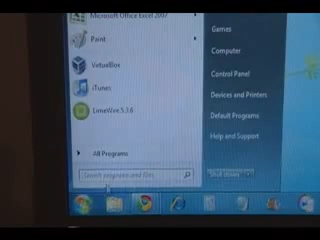 Microsoft Office Excel 2007
Paint
VirtualBox
iTunes
LimeWire 5.3.6
All Programs
Search programs and files
Games
Computer
Control Panel
Devices and Printers
Default Programs
Help and Support
Shut down